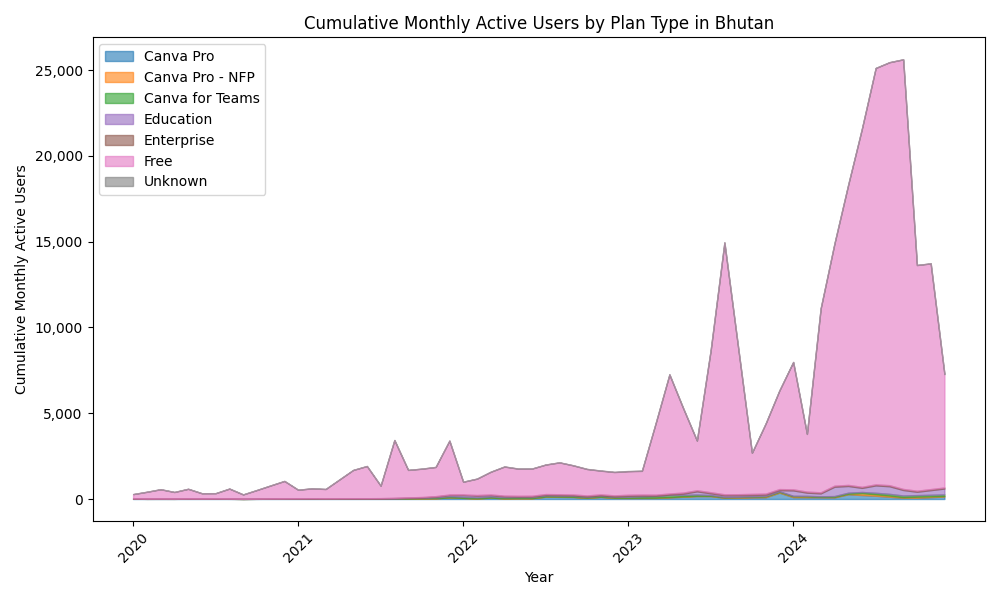 Cumulative Monthly Active Users by Plan Type in Bhutan
Canva Pro
Canva Pro - NFP
Canva for Teams
Education
Enterprise
Free
Unknown
Cumulative Monthly Active Users
25,000
20,000
15,000
10,000
5,000
0
2020
2021
2022
2023
2024
Year